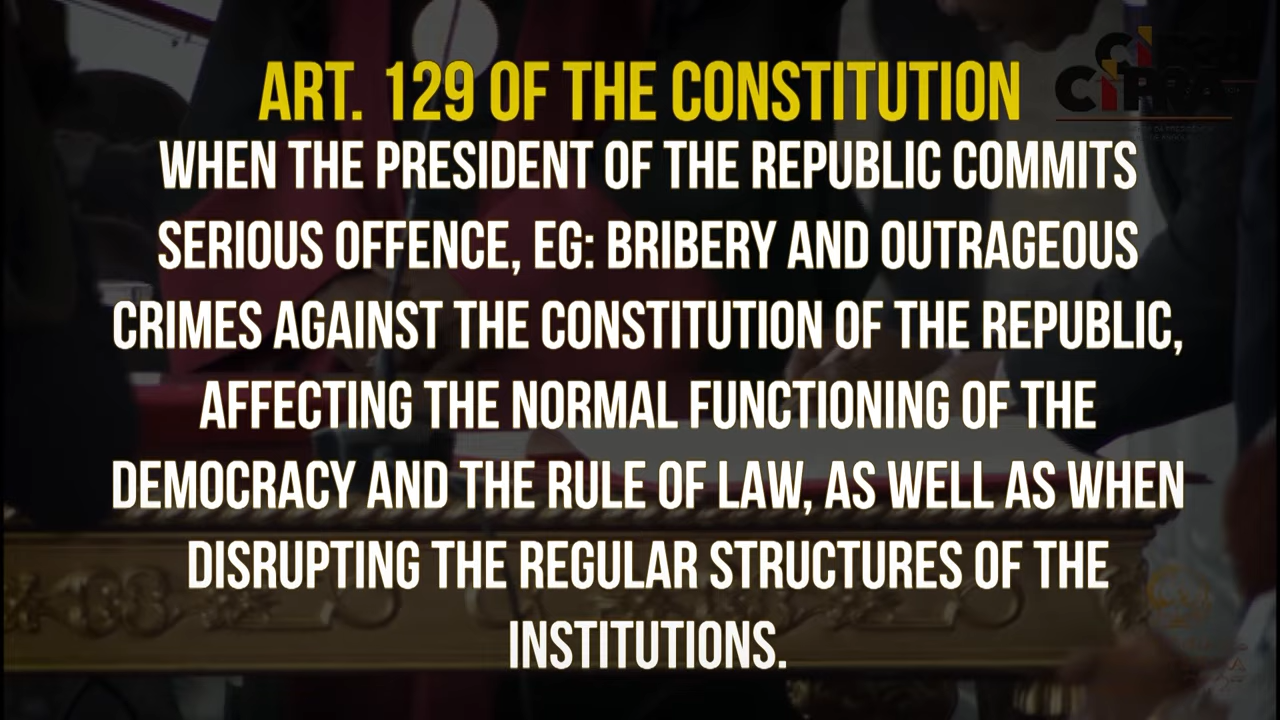 ART. 129 OF THE CONSTITUTION
WHEN THE PRESIDENT OF THE REPUBLIC COMMITS
SERIOUS OFFENCE, EG: BRIBERY AND OUTRAGEOUS
CRIMES AGAINST THE CONSTITUTION OF THE REPUBLIC,
AFFECTING THE NORMAL FUNCTIONING OF THE
DEMOCRACY AND THE RULE OF LAW, AS WELL AS WHEN
DISRUPTING THE REGULAR STRUCTURES OF THE
INSTITUTIONS.